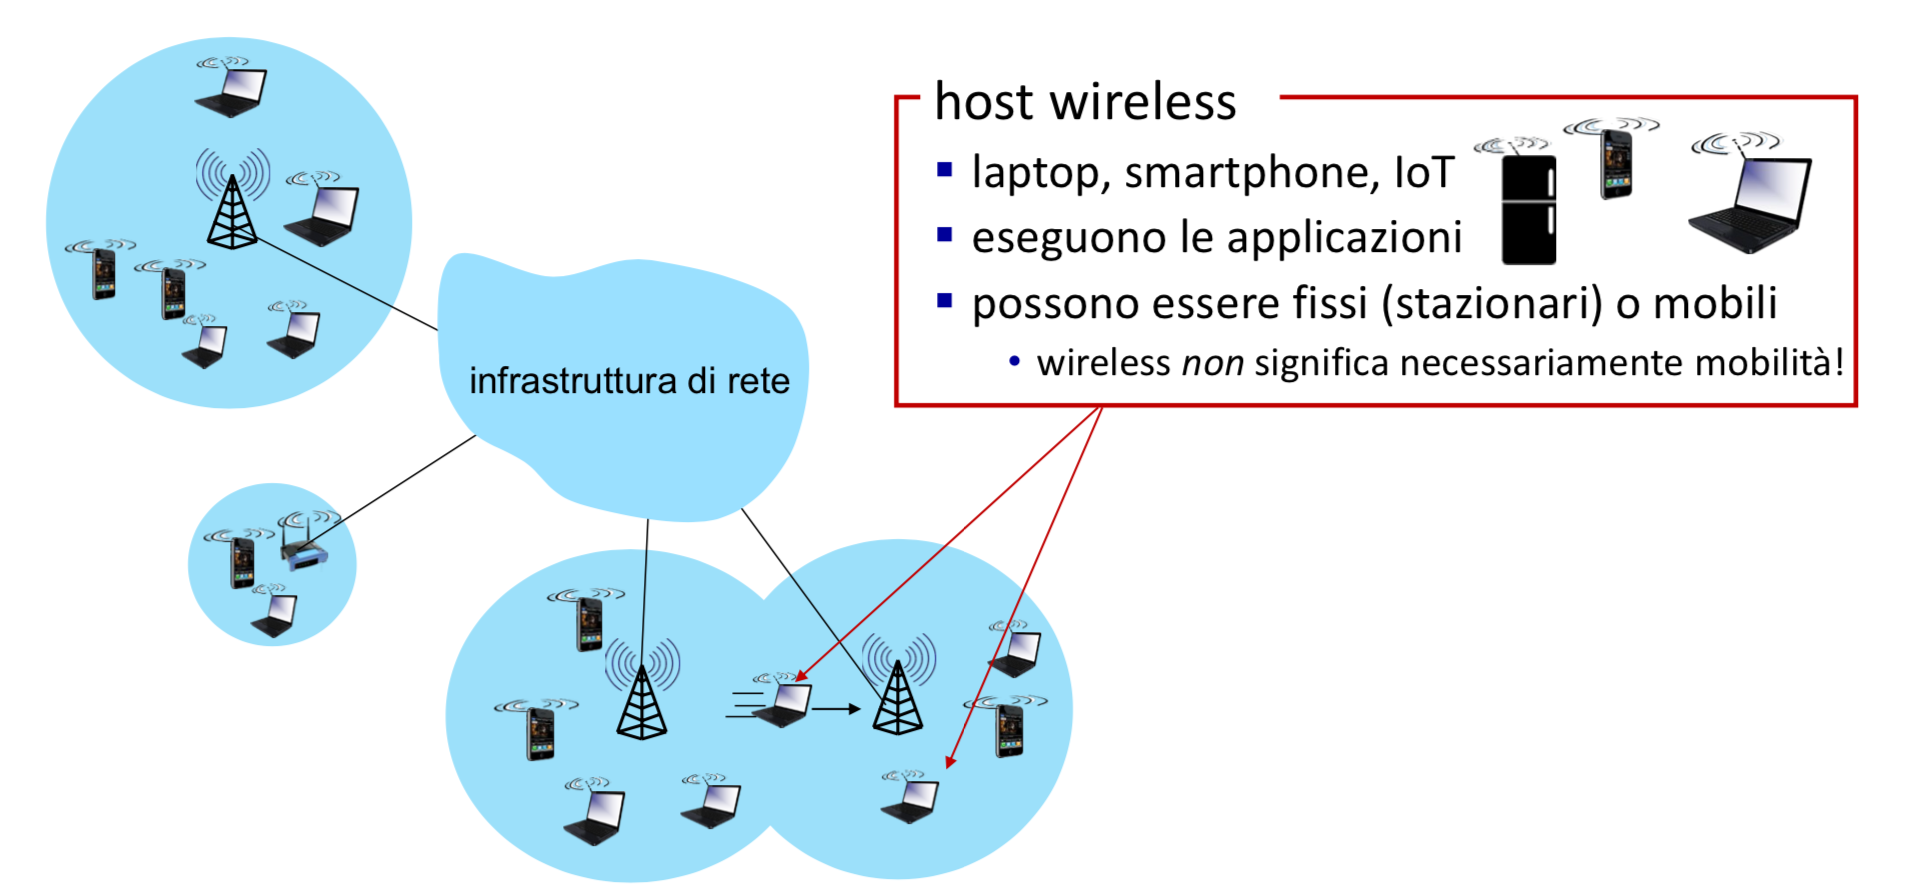 host wireless
laptop, smartphone, IoT
eseguono le applicazioni
possono essere fissi (stazionari) o mobili
wireless non significa necessariamente mobilità!
infrastruttura di rete